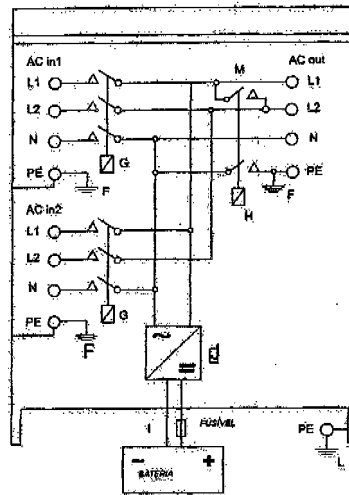 AC in1
AC out
M
L1
L1
L2
L2
N
N
G
PE
F
PE
F
H
AC in2
L1
L2
N
G
PE
F
J
I
FUSÍVEL
PE
L
− +
BATERIA